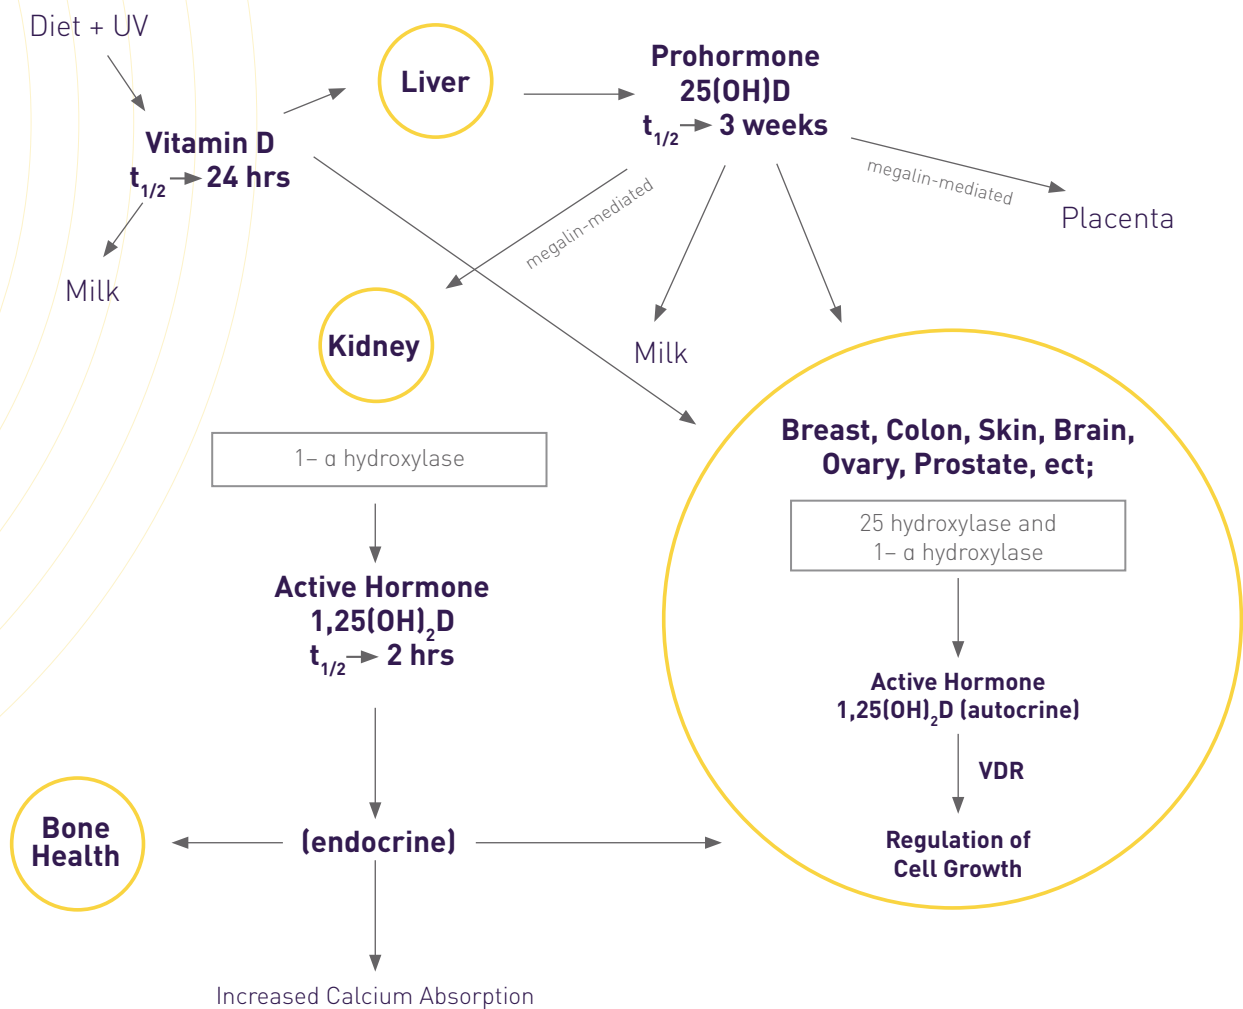 Diet + UV
Vitamin D
t1/2 → 24 hrs
Milk
Liver
Prohormone
25(OH)D
t1/2 → 3 weeks
megalin-mediated
megalin-mediated
Placenta
Milk
Kidney
1– α hydroxylase
Active Hormone
1,25(OH)2D
t1/2 → 2 hrs
(endocrine)
Bone
Health
Increased Calcium Absorption
Breast, Colon, Skin, Brain,
Ovary, Prostate, ect;
25 hydroxylase and
1– α hydroxylase
Active Hormone
1,25(OH)2D (autocrine)
VDR
Regulation of
Cell Growth